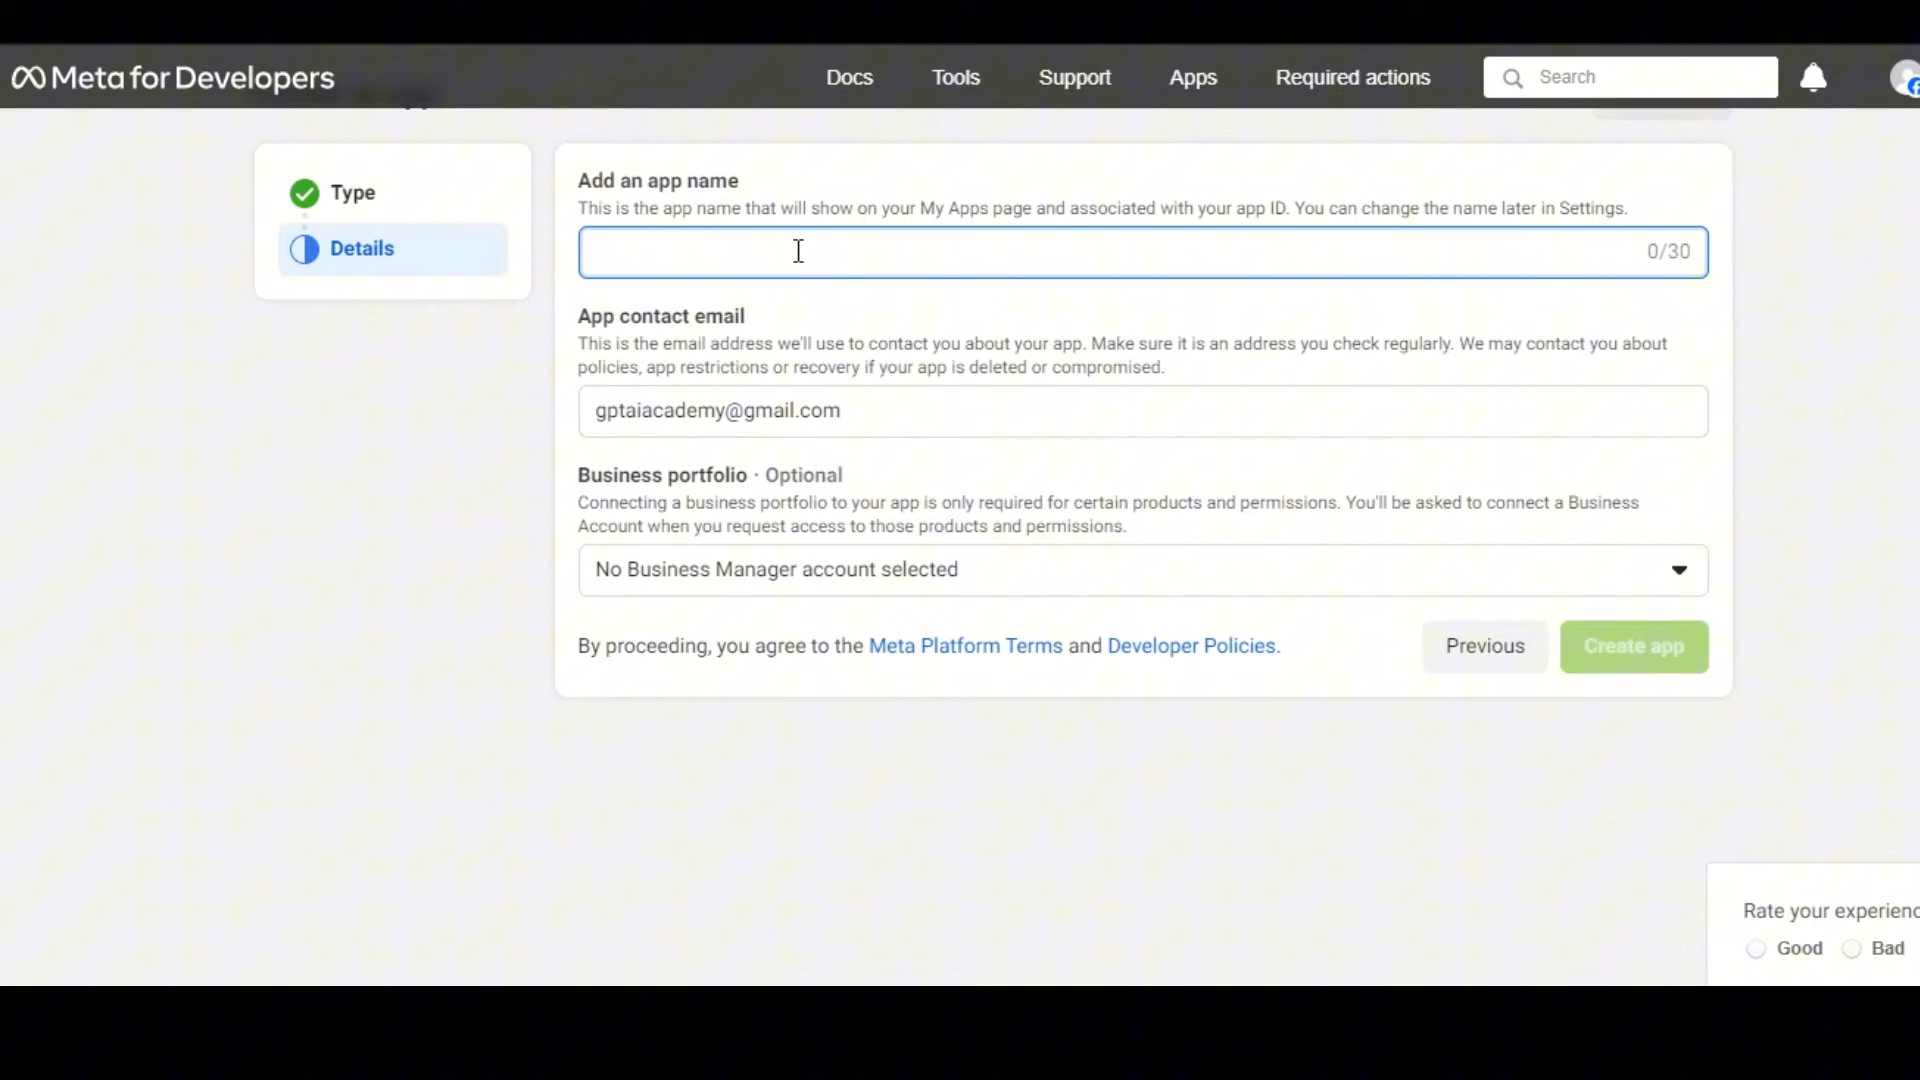 Meta for Developers
Docs
Tools
Support
Apps
Required actions
Search
Type
Details
Add an app name
This is the app name that will show on your My Apps page and associated with your app ID. You can change the name later in Settings.
0/30
App contact email
This is the email address we'll use to contact you about your app. Make sure it is an address you check regularly. We may contact you about
policies, app restrictions or recovery if your app is deleted or compromised.
gptaiacademy@gmail.com
Business portfolio · Optional
Connecting a business portfolio to your app is only required for certain products and permissions. You'll be asked to connect a Business
Account when you request access to those products and permissions.
No Business Manager account selected
By proceeding, you agree to the Meta Platform Terms and Developer Policies.
Previous
Create app
Rate your experienc
Good
Bad